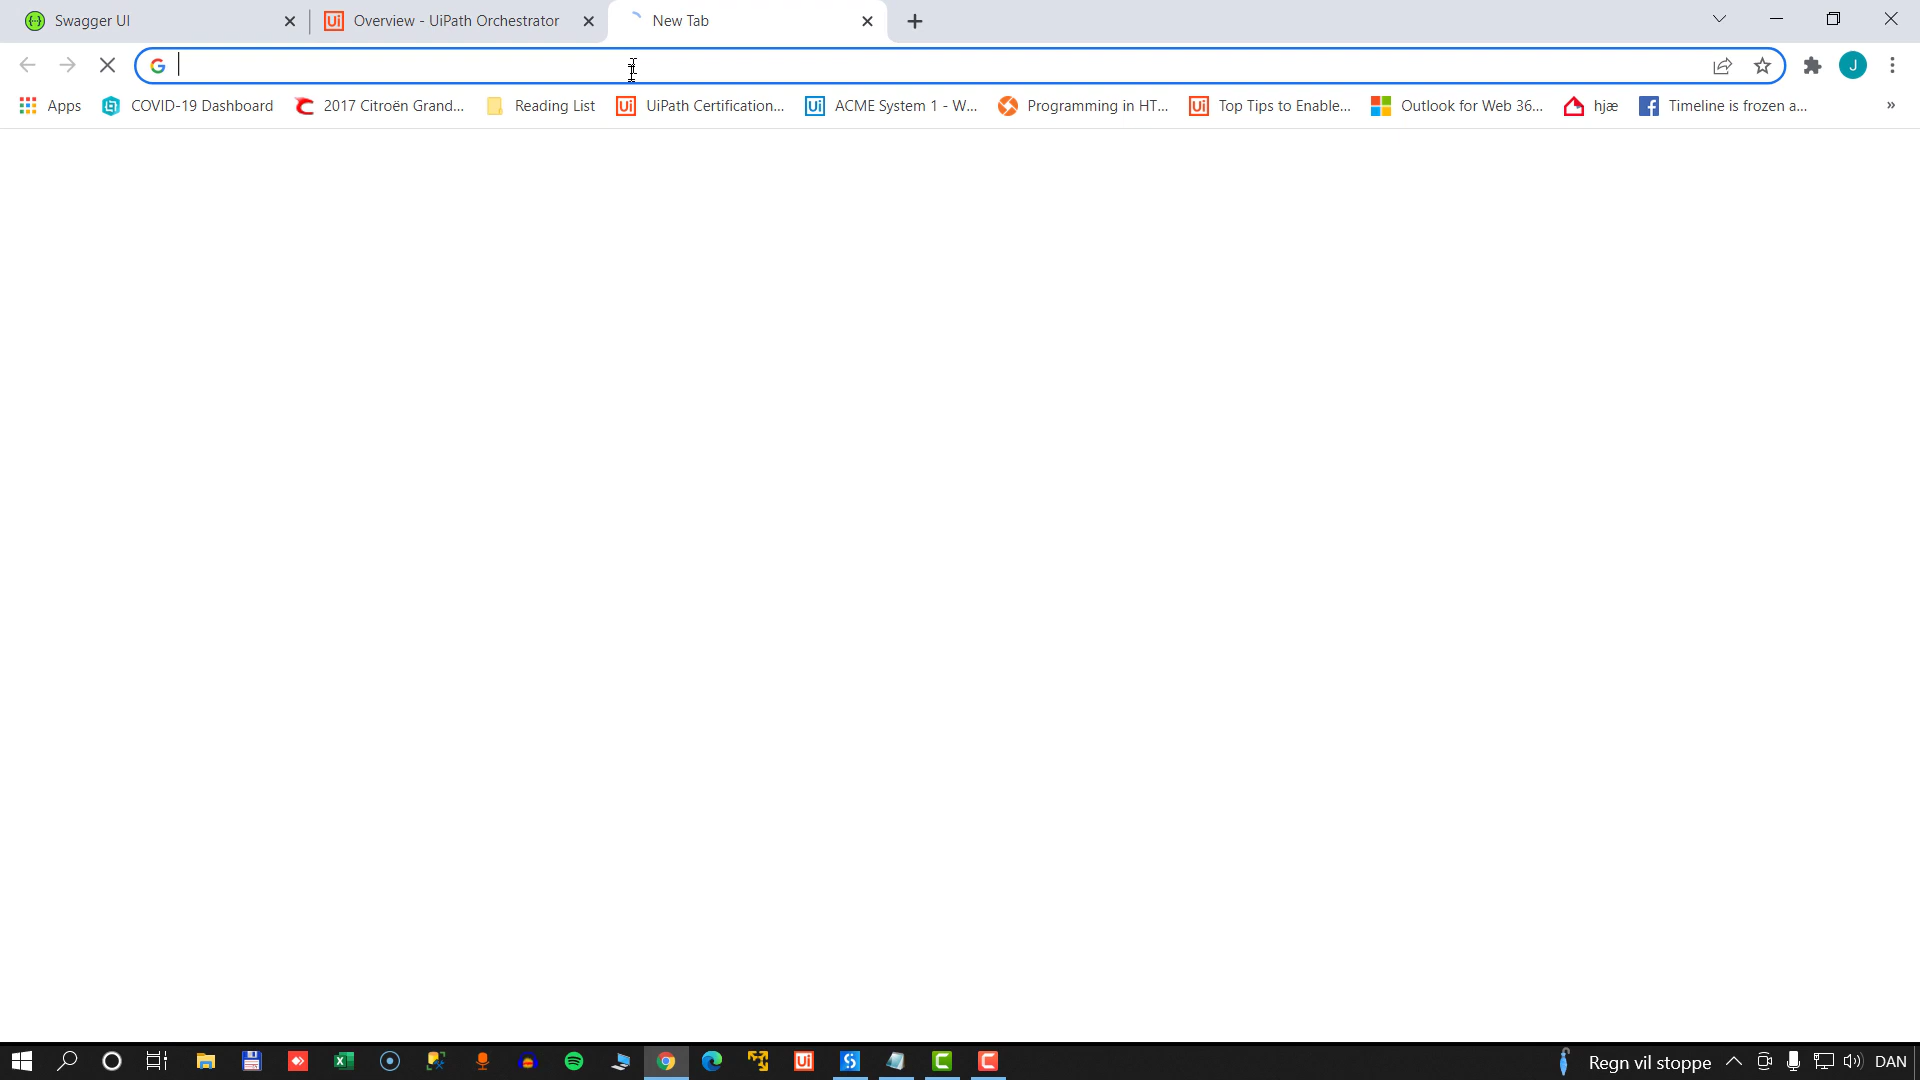 Swagger UI
Overview - UiPath Orchestrator
New Tab
Apps
COVID-19 Dashboard
2017 Citroën Grand...
Reading List
UiPath Certification...
ACME System 1 - W...
Programming in HT...
Top Tips to Enable...
Outlook for Web 36...
hjæ
Timeline is frozen a...
»
J
Regn vil stoppe
DAN